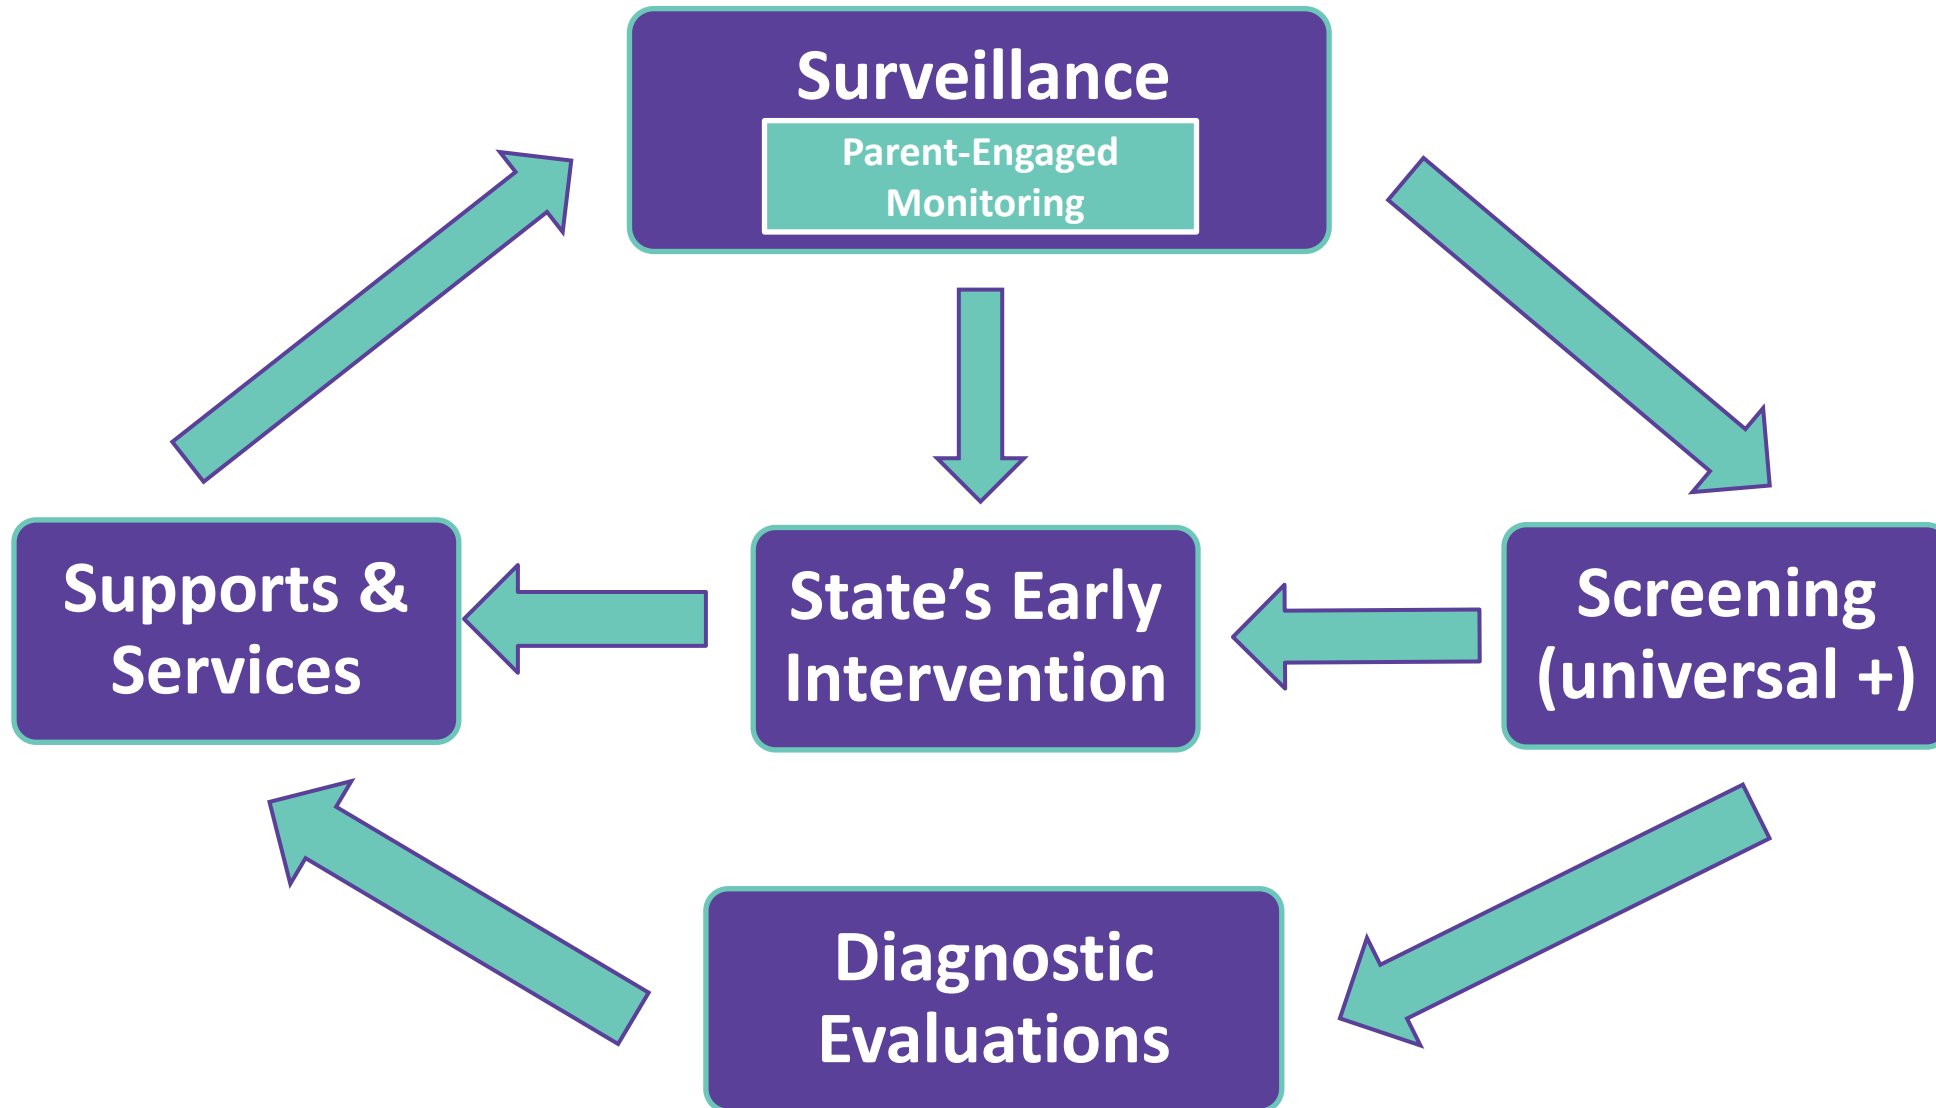 Surveillance
Parent-Engaged
Monitoring
Supports &
Services
State’s Early
Intervention
Screening
(universal +)
Diagnostic
Evaluations